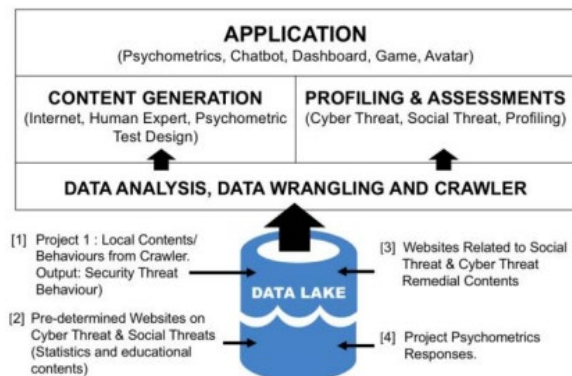 APPLICATION
(Psychometrics, Chatbot, Dashboard, Game, Avatar)
CONTENT GENERATION
(Internet, Human Expert, Psychometric
Test Design)
PROFILING & ASSESSMENTS
(Cyber Threat, Social Threat, Profiling)
DATA ANALYSIS, DATA WRANGLING AND CRAWLER
[1] Project 1 : Local Contents/
Behaviours from Crawler.
Output: Security Threat
Behaviour)
[2] Pre-determined Websites on
Cyber Threat & Social Threats
(Statistics and educational
contents)
DATA LAKE
[3] Websites Related to Social
Threat & Cyber Threat
Remedial Contents
[4] Project Psychometrics
Responses.